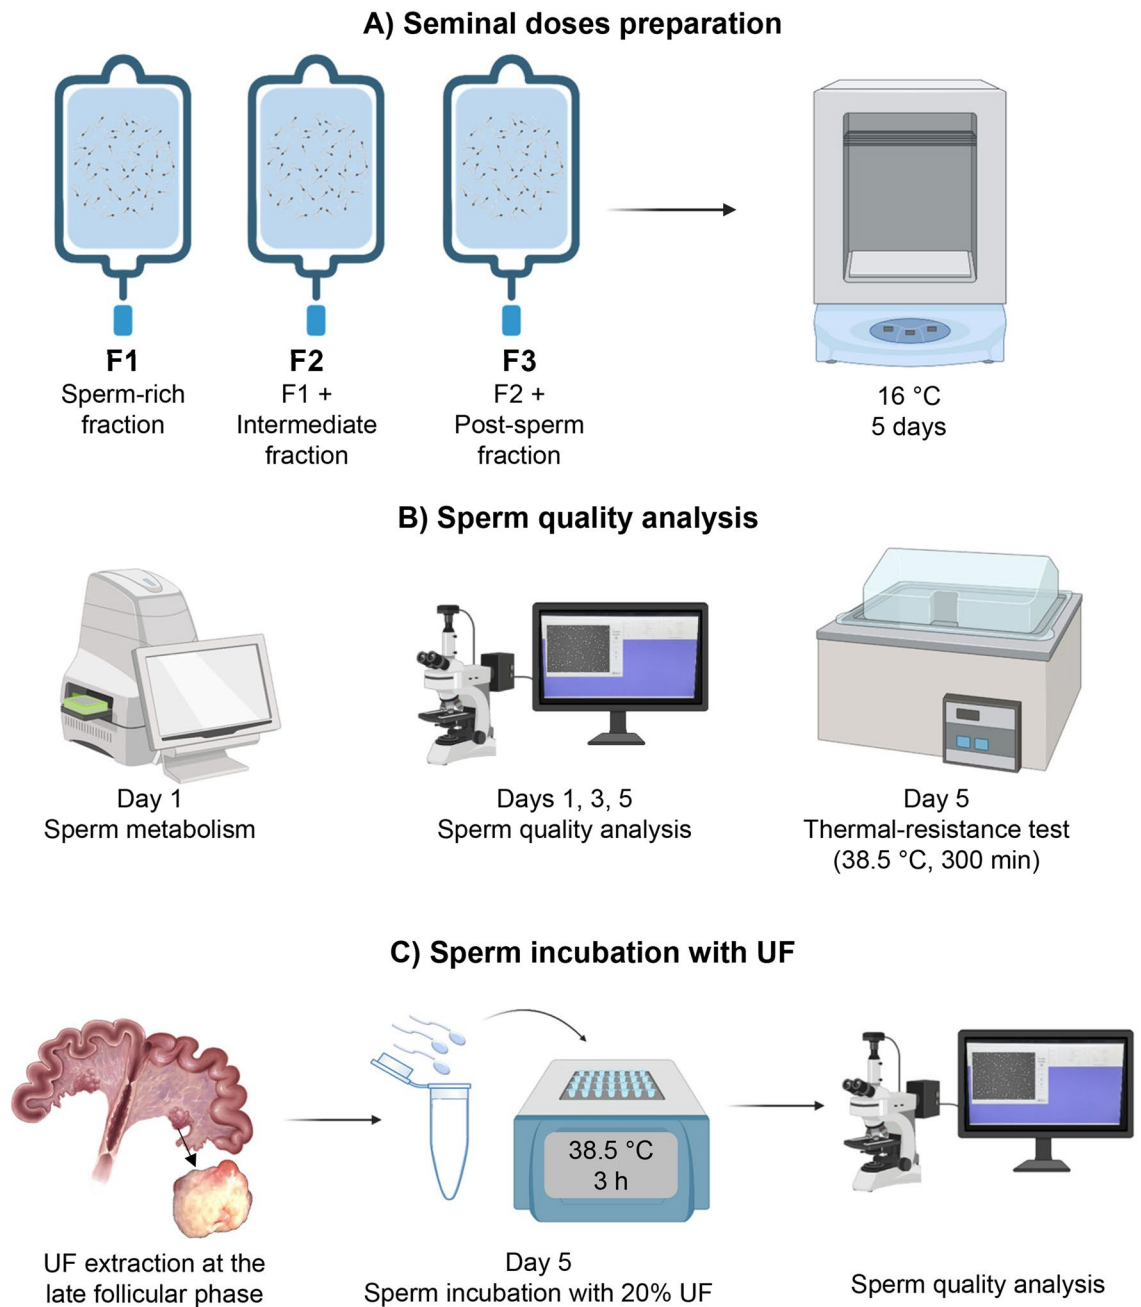 A) Seminal doses preparation
F1
Sperm-rich
fraction
F2
F1 +
Intermediate
fraction
F3
F2 +
Post-sperm
fraction
16 °C
5 days
B) Sperm quality analysis
Day 1
Sperm metabolism
Days 1, 3, 5
Sperm quality analysis
Day 5
Thermal-resistance test
(38.5 °C, 300 min)
C) Sperm incubation with UF
38.5 °C
3 h
UF extraction at the
late follicular phase
Day 5
Sperm incubation with 20% UF
Sperm quality analysis